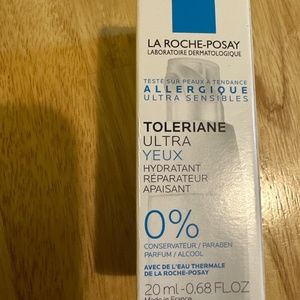 LA ROCHE-POSAY
LABORATOIRE DERMATOLOGIQUE
TESTÉ SUR PEAUX À TENDANCE
ALLERGIQUE
ULTRA SENSIBLES
TOLERIANE
ULTRA
YEUX
HYDRATANT
RÉPARATEUR
APAISANT
0%
CONSERVATEUR / PARABEN
PARFUM / ALCOOL
AVEC DE L'EAU THERMALE
DE LA ROCHE-POSAY
20 ml - 0.68 FL.OZ
Made in France